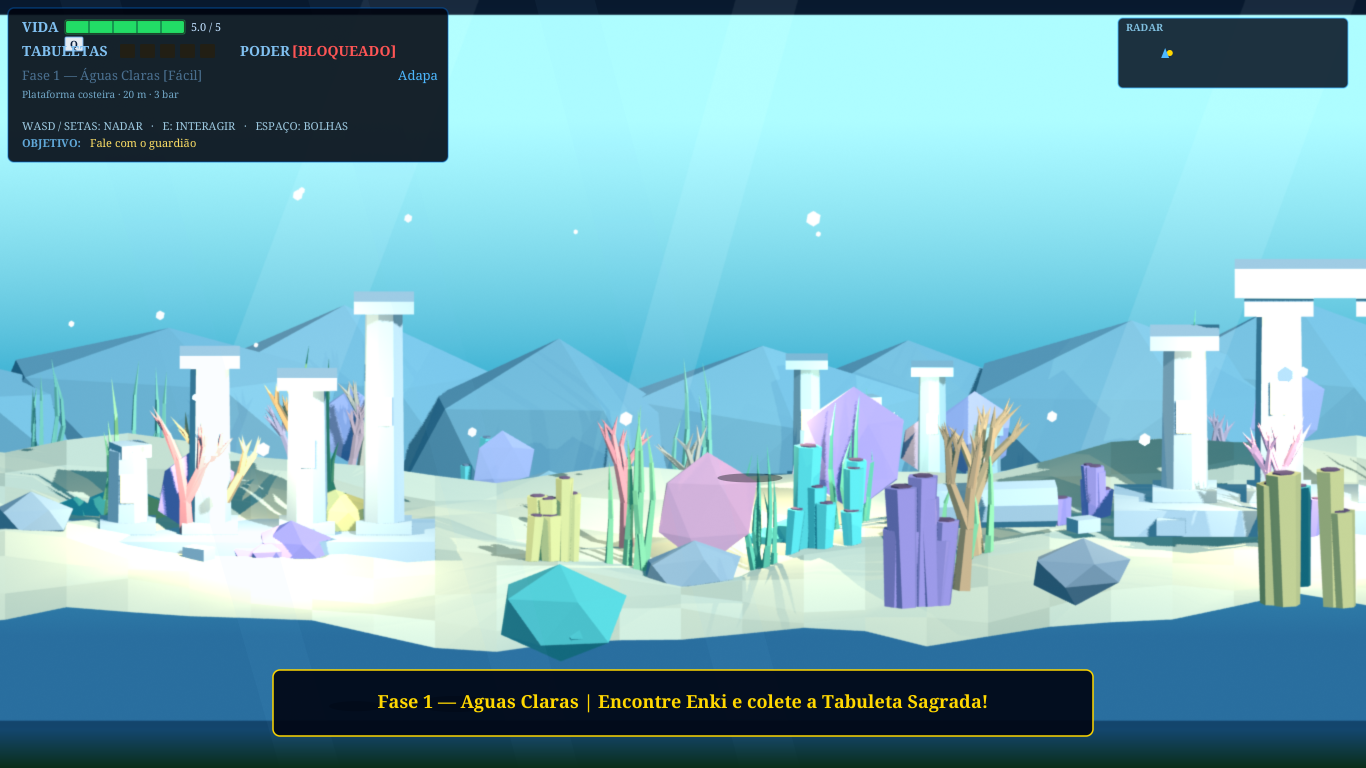 VIDA 5.0 / 5
Q
TABULETAS PODER [BLOQUEADO]
Fase 1 — Águas Claras [Fácil] Adapa
Plataforma costeira · 20 m · 3 bar
WASD / SETAS: NADAR · E: INTERAGIR · ESPAÇO: BOLHAS
OBJETIVO: Fale com o guardião
RADAR
Fase 1 — Aguas Claras | Encontre Enki e colete a Tabuleta Sagrada!